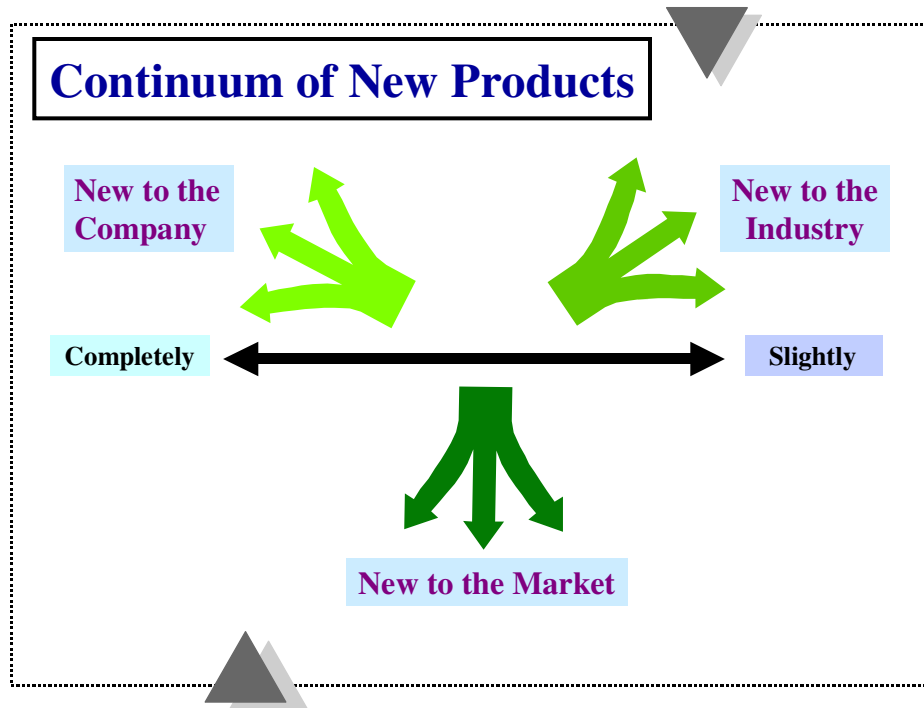 Continuum of New Products
New to the
Company
New to the
Industry
Completely
Slightly
New to the Market